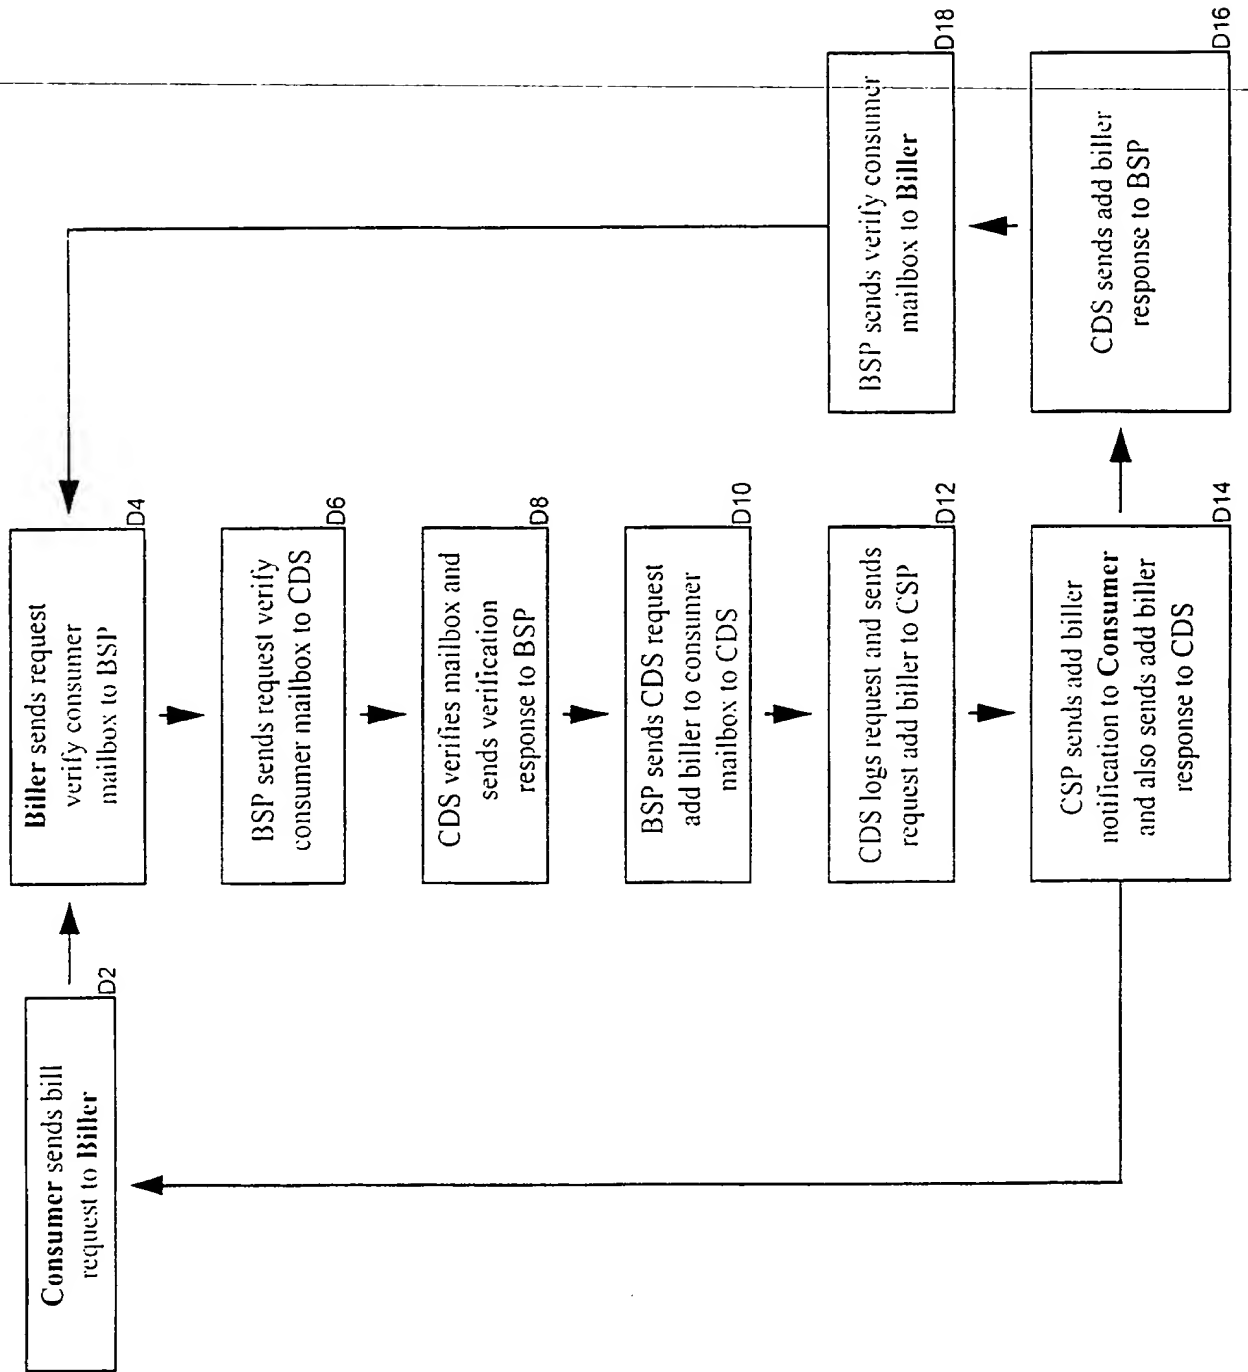 Consumer sends bill
request to Biller
D2
Biller sends request
verify consumer
mailbox to BSP
D4
BSP sends request verify
consumer mailbox to CDS
D6
CDS verifies mailbox and
sends verification
response to BSP
D8
BSP sends CDS request
add biller to consumer
mailbox to CDS
D10
CDS logs request and sends
request add biller to CSP
D12
CSP sends add biller
notification to Consumer
and also sends add biller
response to CDS
D14
CDS sends add biller
response to BSP
D16
BSP sends verify consumer
mailbox to Biller
D18